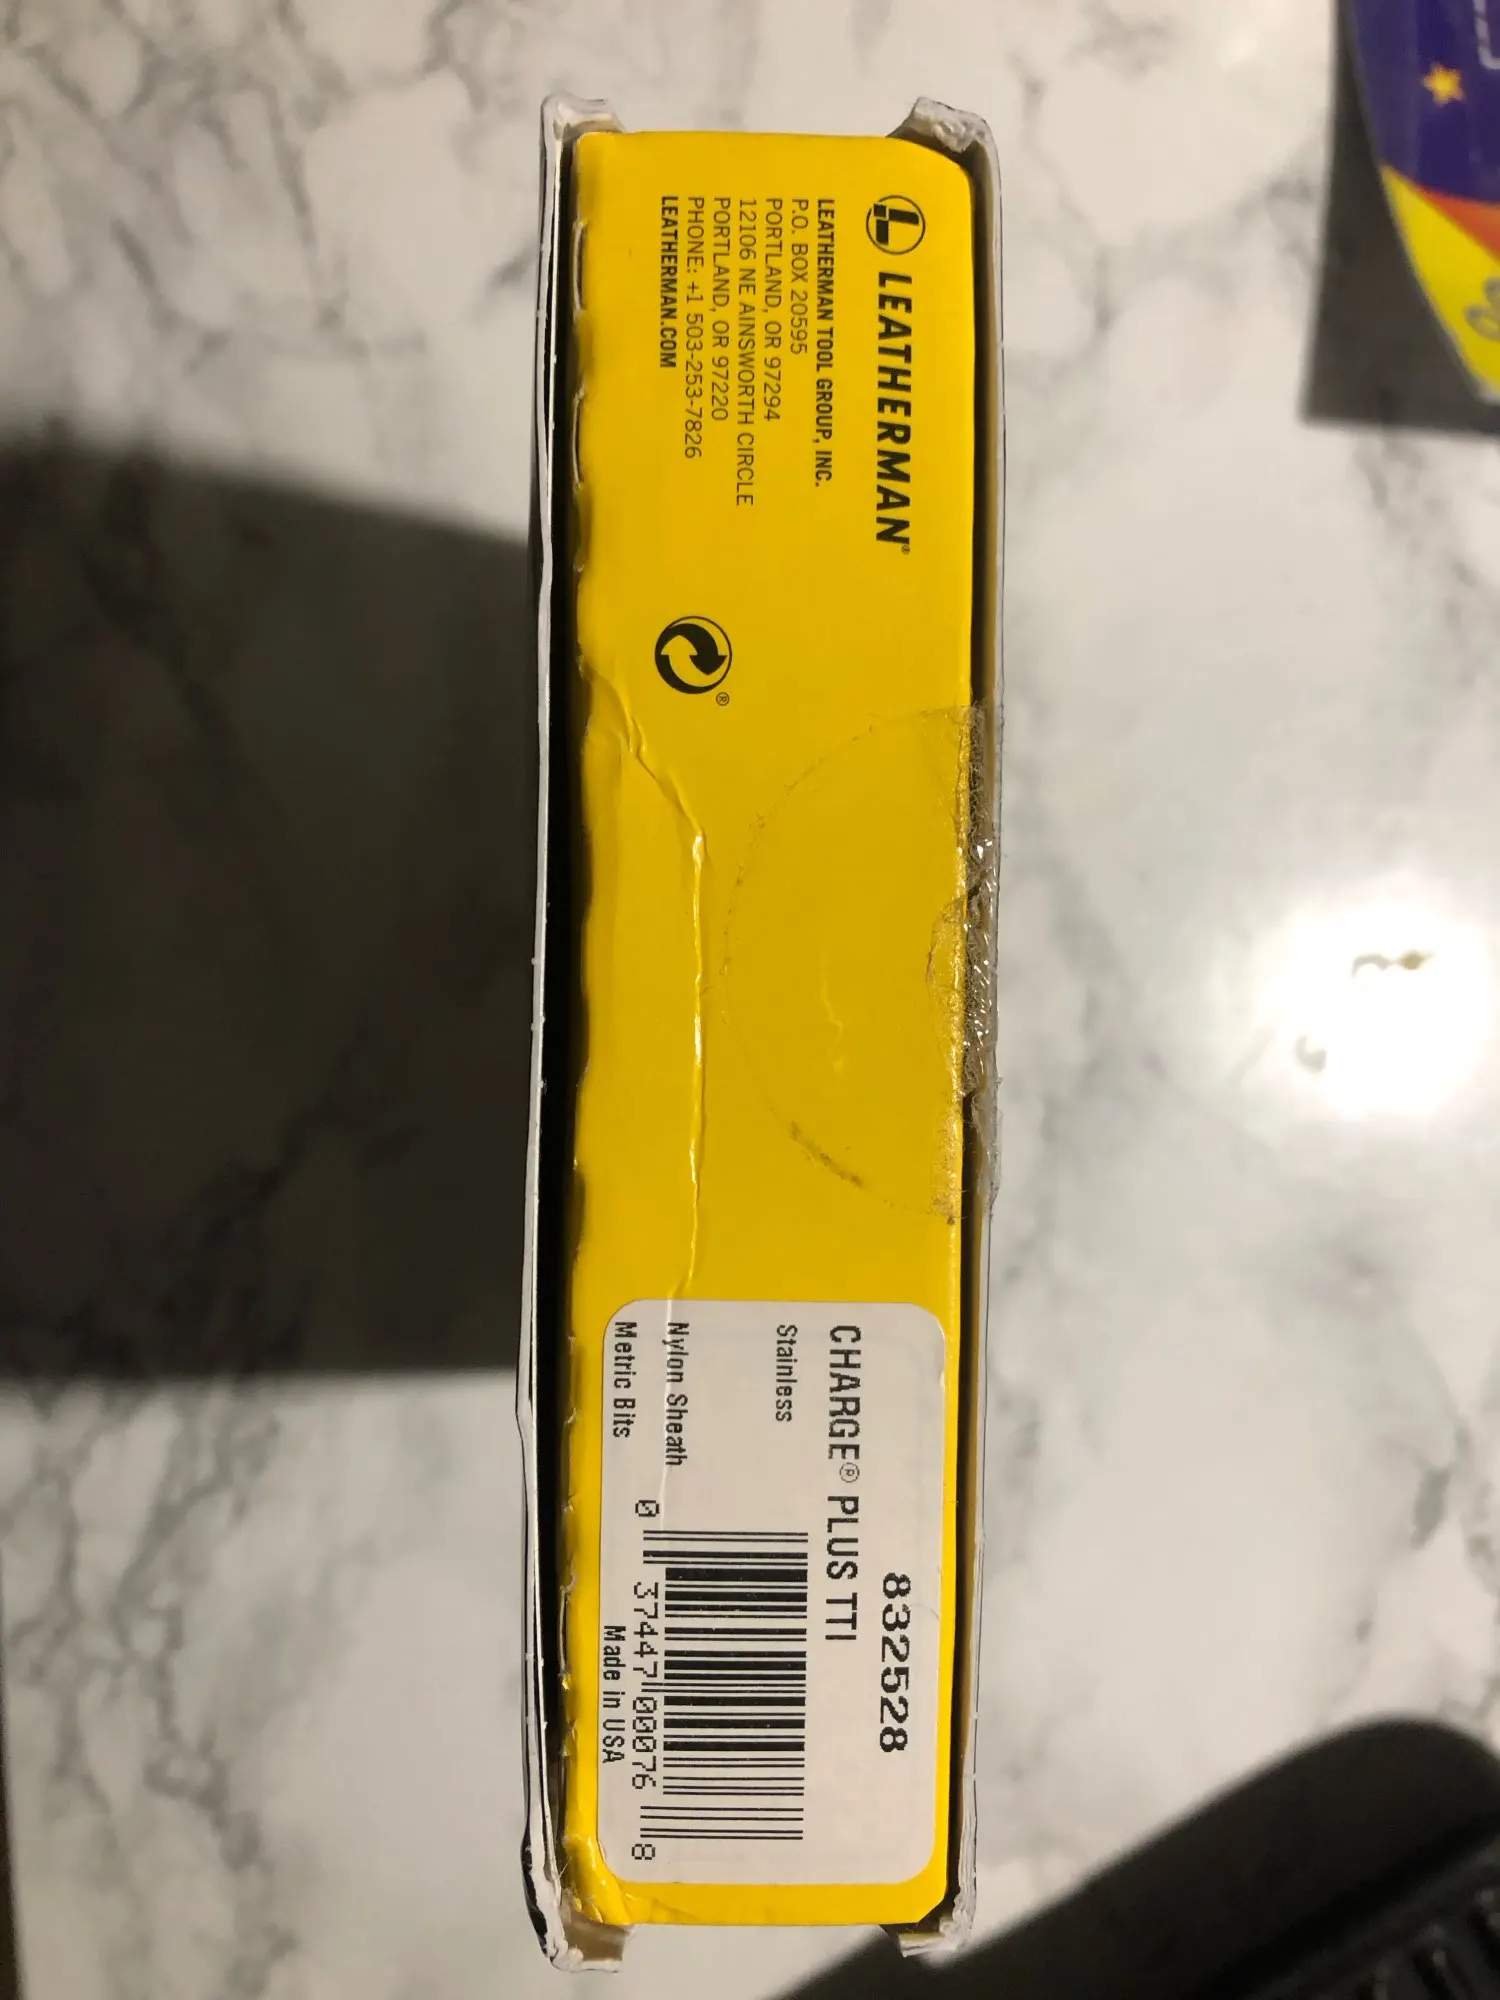 LEATHERMAN®
LEATHERMAN TOOL GROUP, INC.
P.O. BOX 20595
PORTLAND, OR 97294
12106 NE AINSWORTH CIRCLE
PORTLAND, OR 97220
PHONE: +1 503-253-7826
LEATHERMAN.COM
®
832528
CHARGE® PLUS TTI
Stainless
Nylon Sheath
Metric Bits
0 37447 00076 8
Made in USA